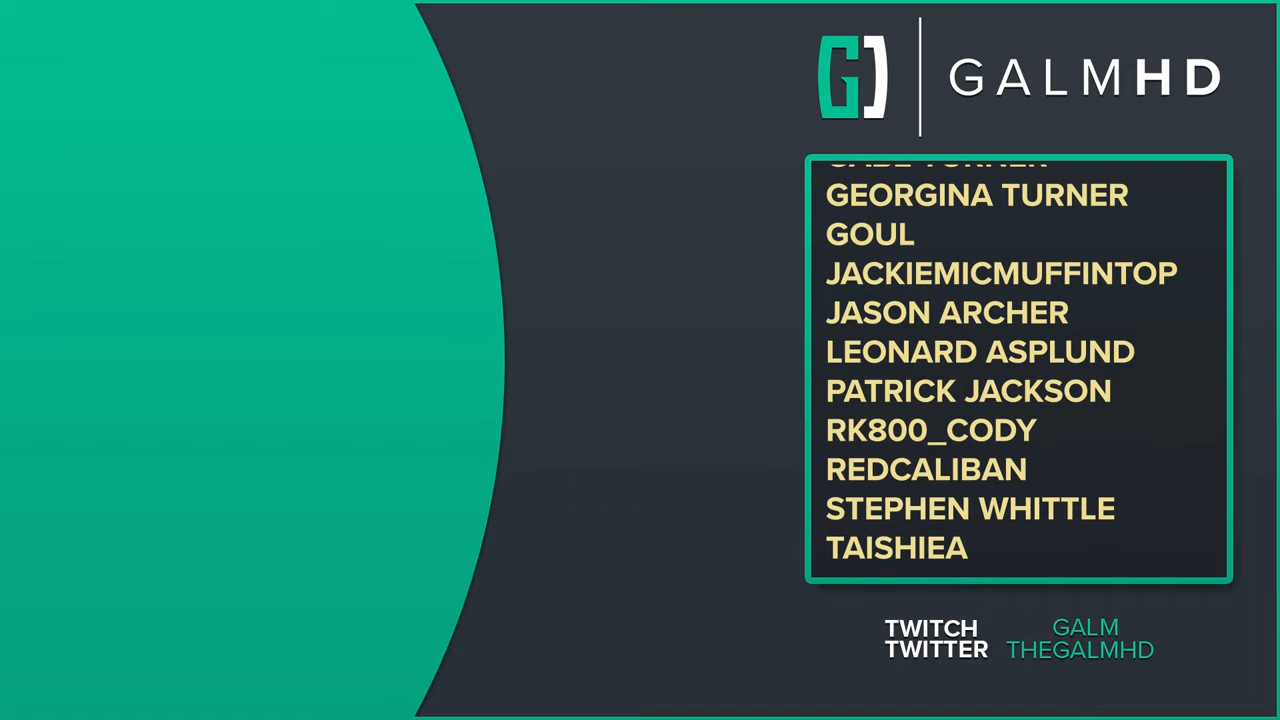 GALMHD
TURNER
GEORGINA TURNER
GOUL
JACKIEMICMUFFINTOP
JASON ARCHER
LEONARD ASPLUND
PATRICK JACKSON
RK800_CODY
REDCALIBAN
STEPHEN WHITTLE
TAISHIEA
TWITCH GALM
TWITTER THEGALMHD